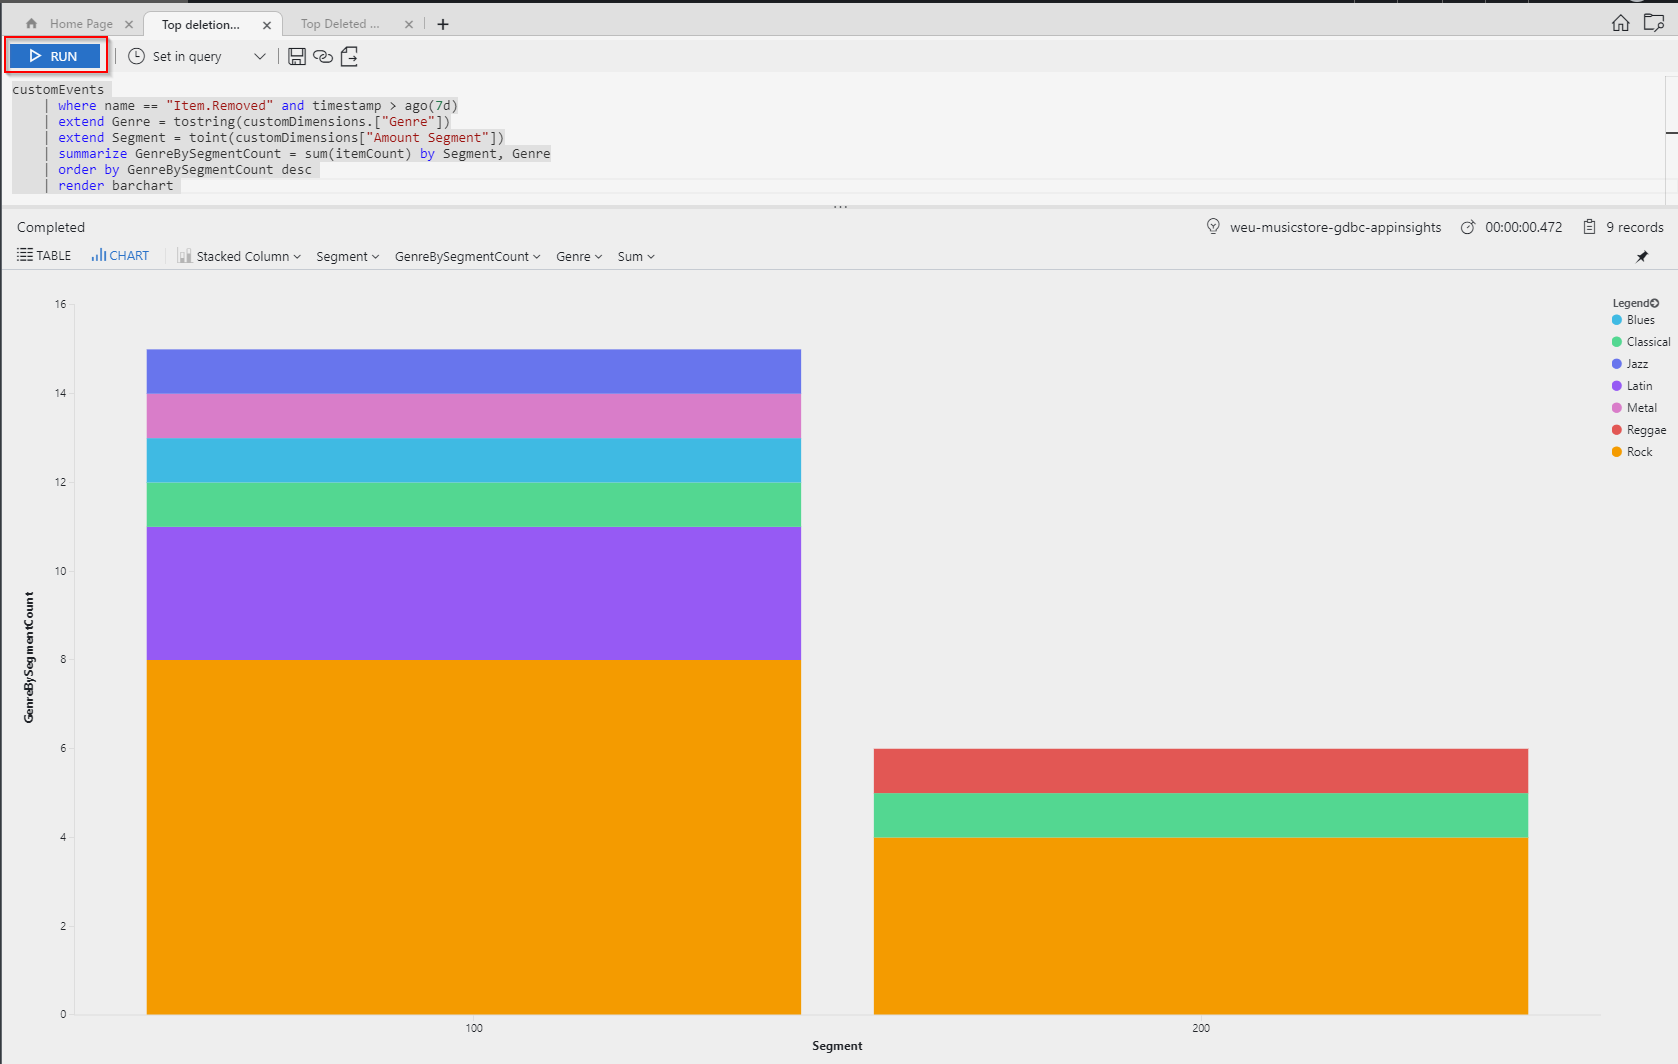 Home Page
Top deletion...
Top Deleted ...
RUN
Set in query
customEvents
| where name == "Item.Removed" and timestamp > ago(7d)
| extend Genre = tostring(customDimensions.["Genre"])
| extend Segment = toint(customDimensions["Amount Segment"])
| summarize GenreBySegmentCount = sum(itemCount) by Segment, Genre
| order by GenreBySegmentCount desc
| render barchart
Completed
weu-musicstore-gdbc-appinsights
00:00:00.472
9 records
TABLE
CHART
Stacked Column
Segment
GenreBySegmentCount
Genre
Sum
16
14
12
10
8
6
4
2
0
GenreBySegmentCount
100
200
Segment
Legend
Blues
Classical
Jazz
Latin
Metal
Reggae
Rock